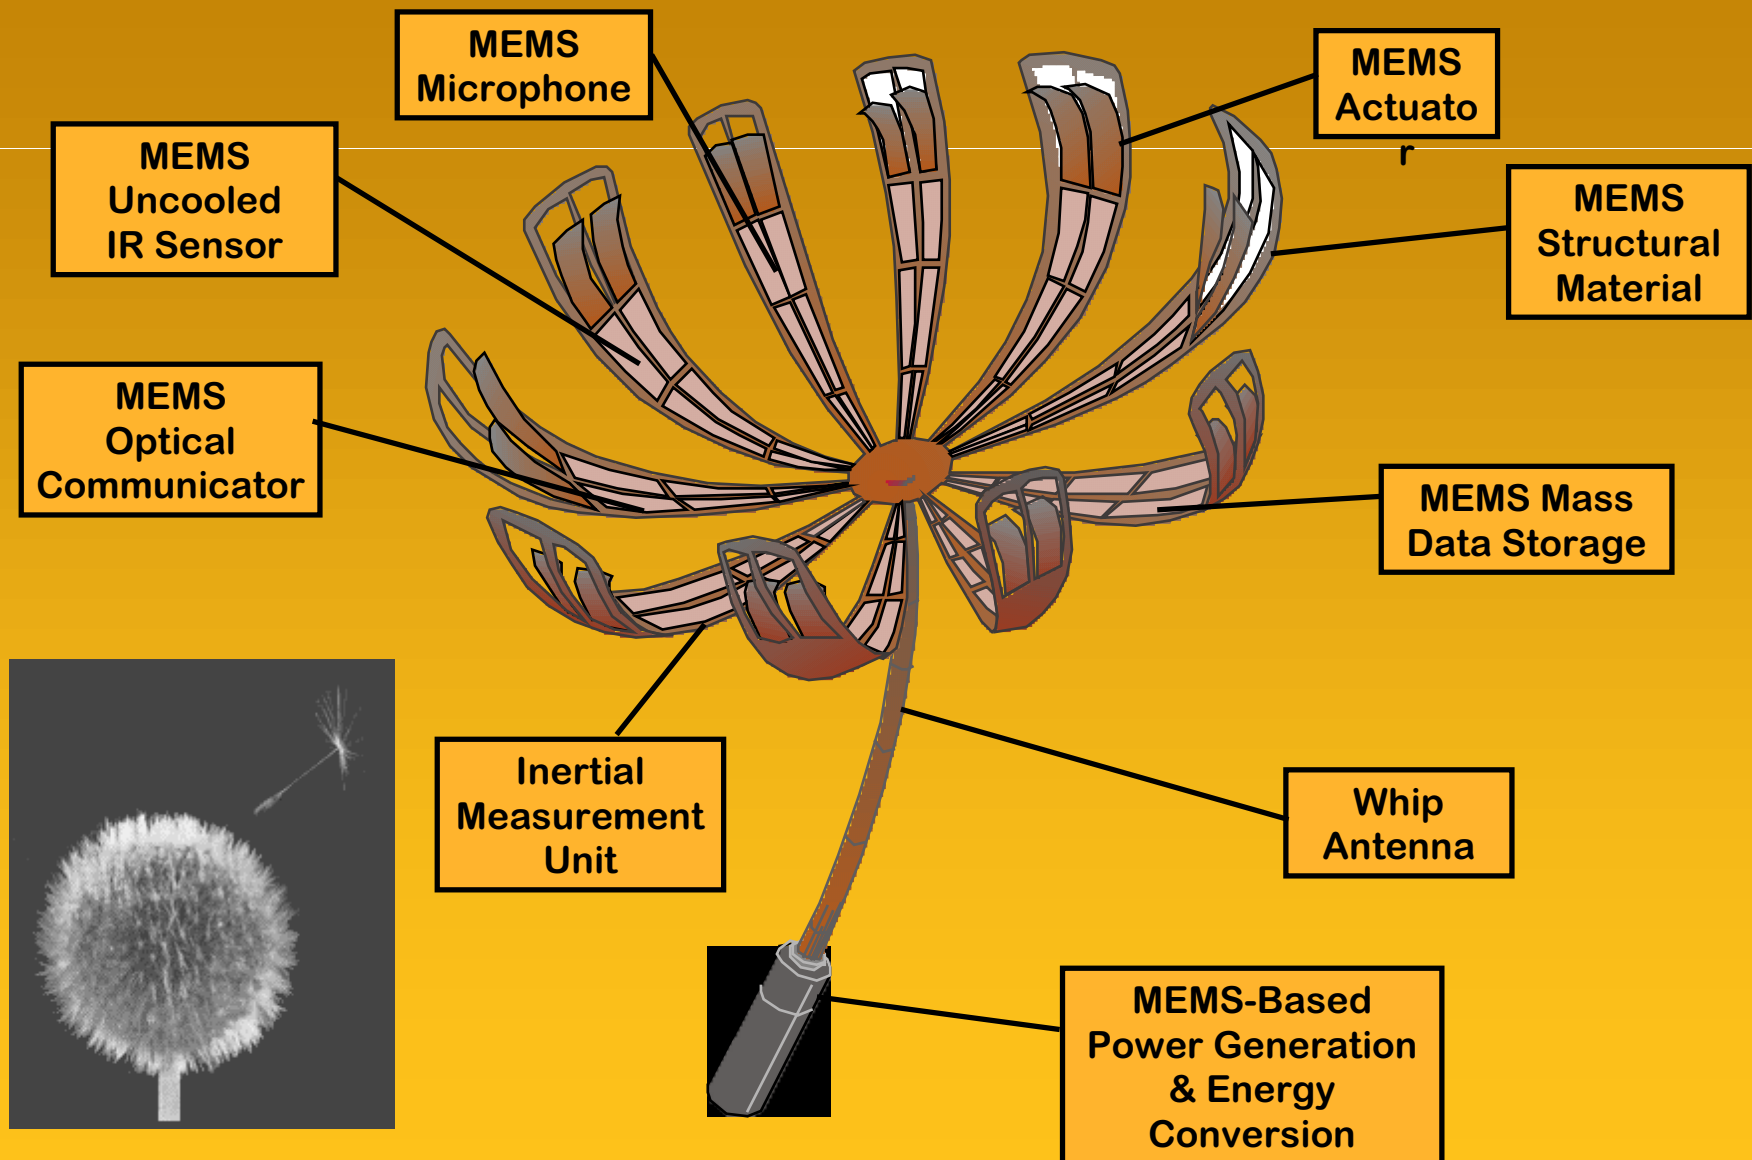 MEMS
Microphone
MEMS
Actuato
r
MEMS
Uncooled
IR Sensor
MEMS
Structural
Material
MEMS
Optical
Communicator
MEMS Mass
Data Storage
Inertial
Measurement
Unit
Whip
Antenna
MEMS-Based
Power Generation
& Energy
Conversion